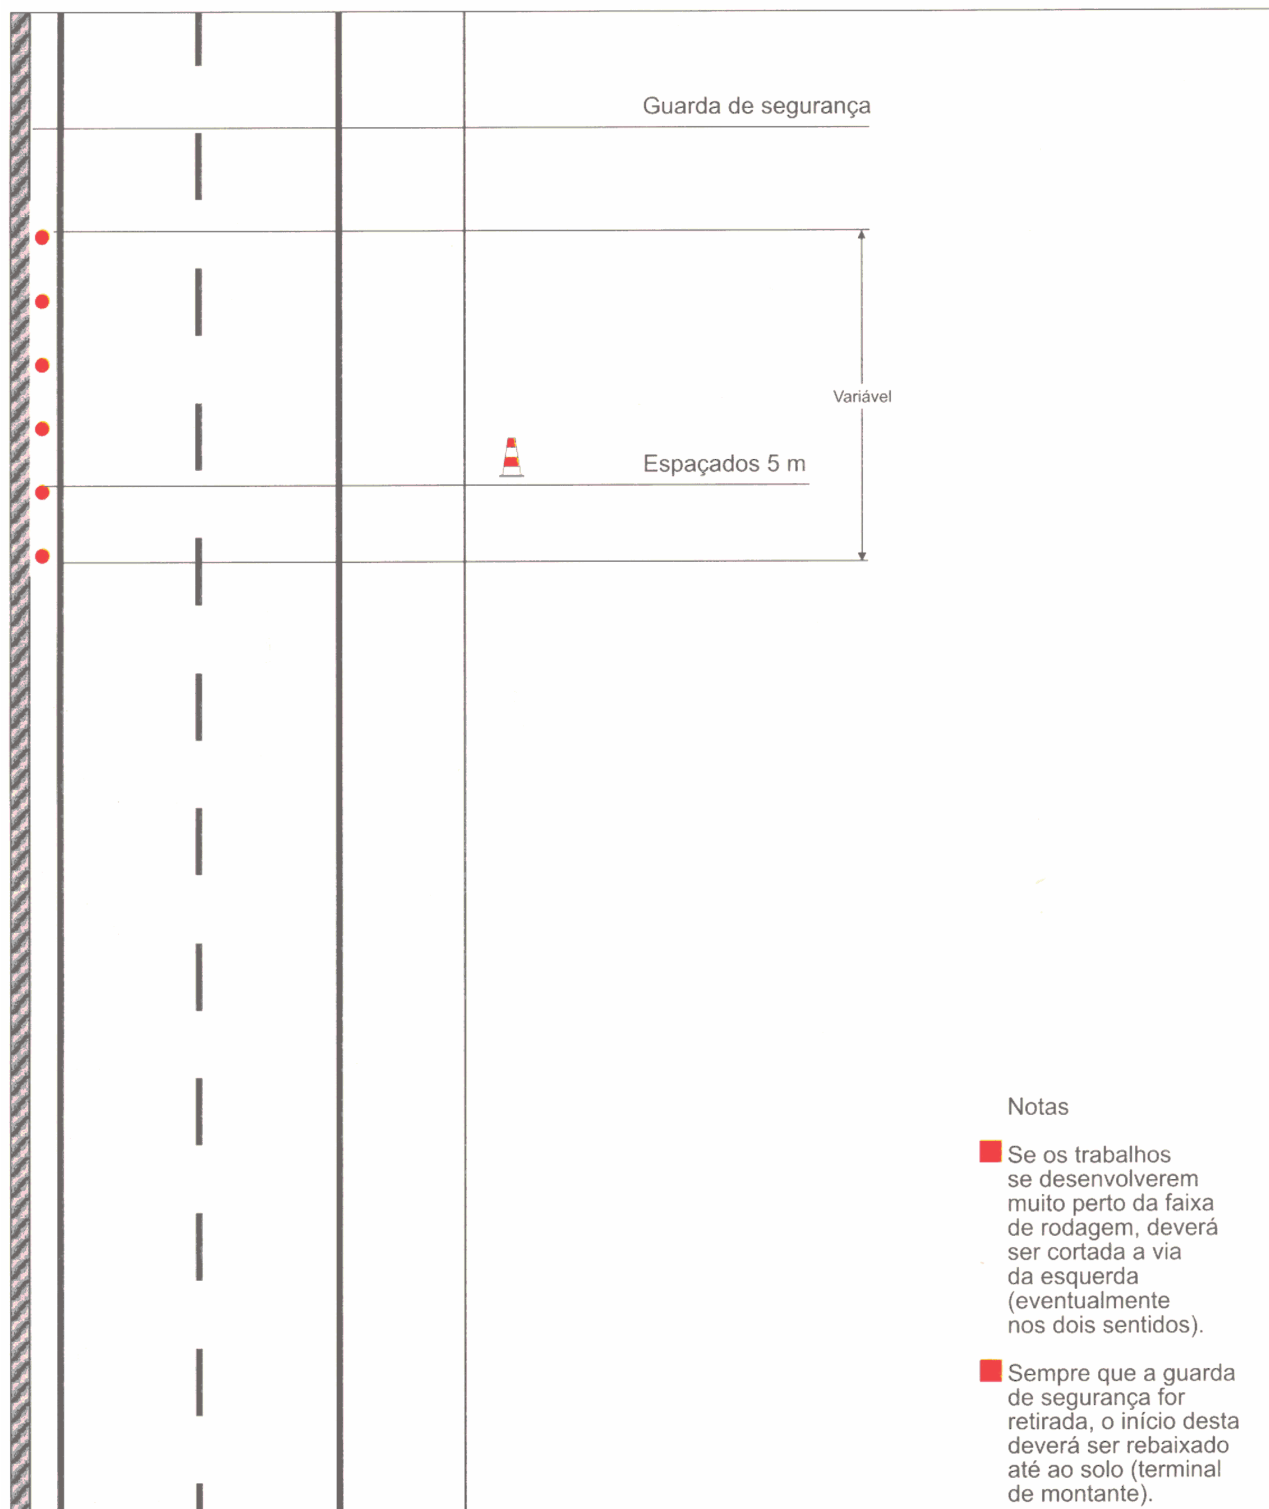 Guarda de segurança
Variável
Espaçados 5 m
Notas
Se os trabalhos
se desenvolverem
muito perto da faixa
de rodagem, deverá
ser cortada a via
da esquerda
(eventualmente
nos dois sentidos).
Sempre que a guarda
de segurança for
retirada, o início desta
deverá ser rebaixado
até ao solo (terminal
de montante).